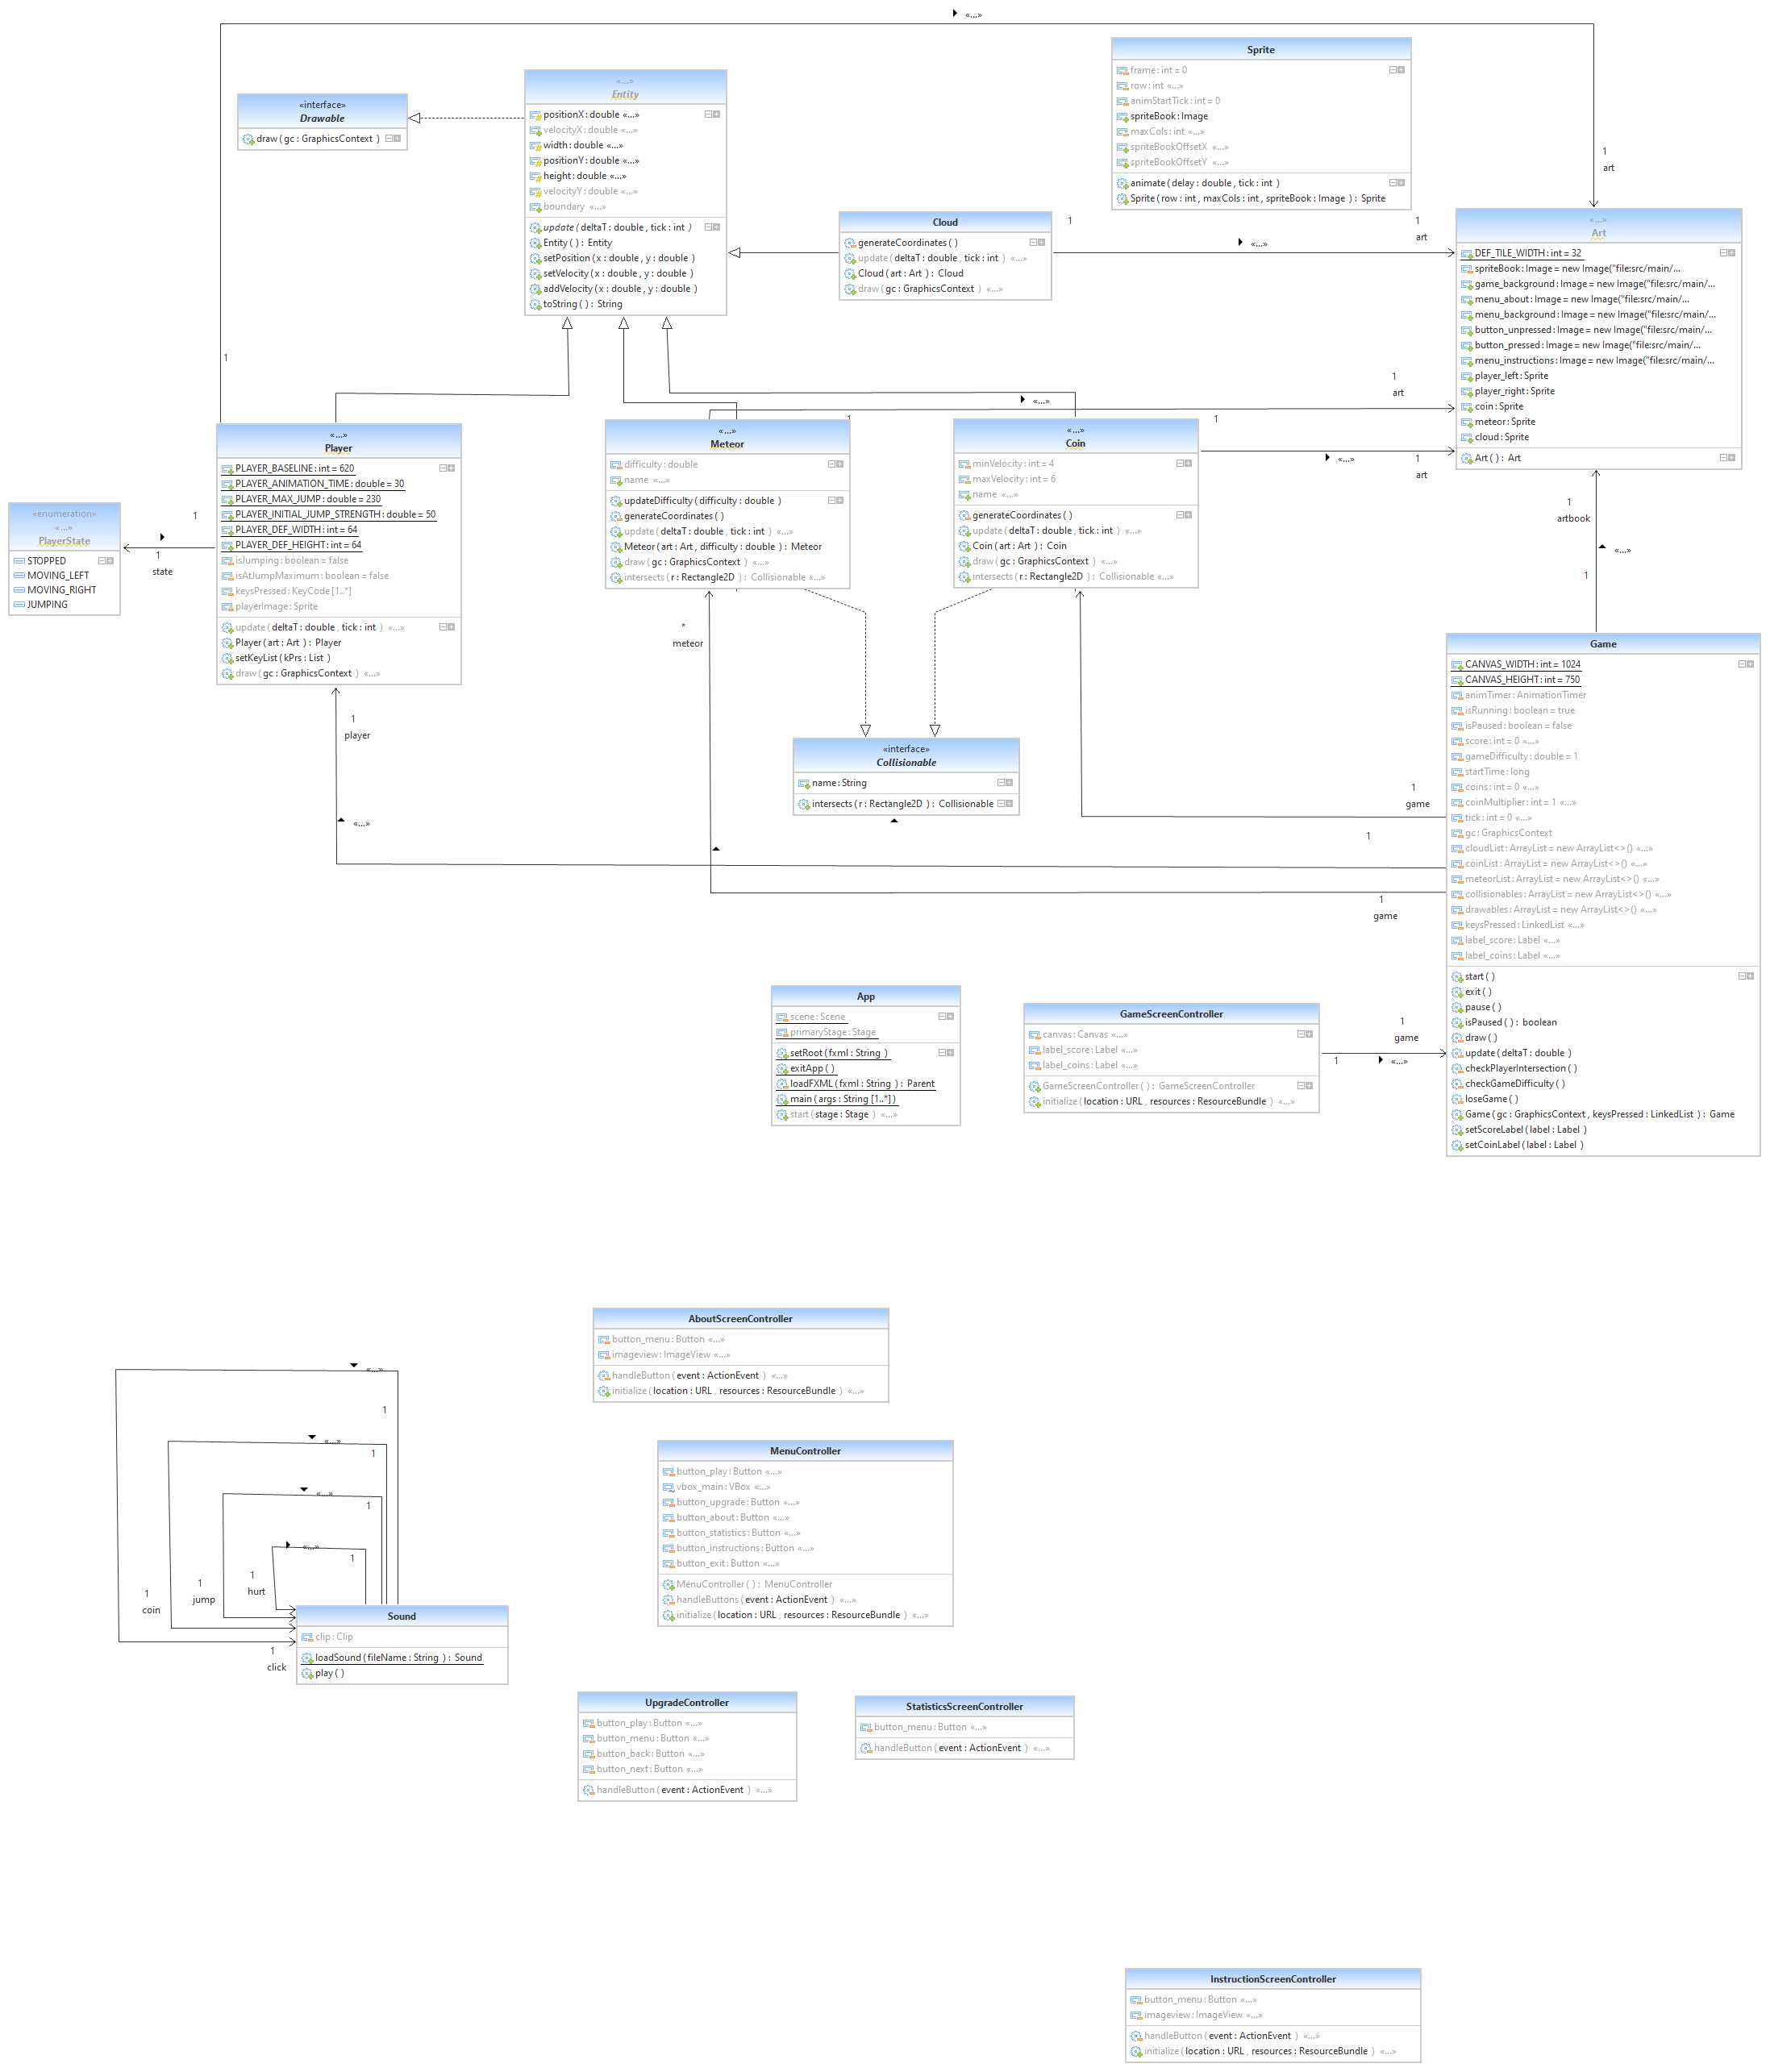 «...»
Sprite
frame : int = 0
row : int «...»
animStartTick : int = 0
spriteBook : Image
maxCols : int «...»
spriteBookOffsetX «...»
spriteBookOffsetY «...»
animate ( delay : double , tick : int )
Sprite ( row : int , maxCols : int , spriteBook : Image ) : Sprite
«interface»
Drawable
draw ( gc : GraphicsContext )
«...»
Entity
positionX : double «...»
velocityX : double «...»
width : double «...»
positionY : double «...»
height : double «...»
velocityY : double «...»
boundary «...»
update ( deltaT : double , tick : int )
Entity ( ) : Entity
setPosition ( x : double , y : double )
setVelocity ( x : double , y : double )
addVelocity ( x : double , y : double )
toString ( ) : String
1
art
Cloud
generateCoordinates ( )
update ( deltaT : double , tick : int ) «...»
Cloud ( art : Art ) : Cloud
draw ( gc : GraphicsContext ) «...»
1
«...»
1
art
«...»
Art
DEF_TILE_WIDTH : int = 32
spriteBook : Image = new Image("file:src/main/...
game_background : Image = new Image("file:src/main/...
menu_about : Image = new Image("file:src/main/...
menu_background : Image = new Image("file:src/main/...
button_unpressed : Image = new Image("file:src/main/...
button_pressed : Image = new Image("file:src/main/...
menu_instructions : Image = new Image("file:src/main/...
player_left : Sprite
player_right : Sprite
coin : Sprite
meteor : Sprite
cloud : Sprite
Art ( ) : Art
1
1
art
«...»
1
1
«...»
1
art
«...»
Player
PLAYER_BASELINE : int = 620
PLAYER_ANIMATION_TIME : double = 30
PLAYER_MAX_JUMP : double = 230
PLAYER_INITIAL_JUMP_STRENGTH : double = 50
PLAYER_DEF_WIDTH : int = 64
PLAYER_DEF_HEIGHT : int = 64
isJumping : boolean = false
isAtJumpMaximum : boolean = false
keysPressed : KeyCode [1..*]
playerImage : Sprite
update ( deltaT : double , tick : int ) «...»
Player ( art : Art ) : Player
setKeyList ( kPrs : List )
draw ( gc : GraphicsContext ) «...»
«...»
Meteor
difficulty : double
name «...»
updateDifficulty ( difficulty : double )
generateCoordinates ( )
update ( deltaT : double , tick : int ) «...»
Meteor ( art : Art , difficulty : double ) : Meteor
draw ( gc : GraphicsContext ) «...»
intersects ( r : Rectangle2D ) : Collisionable «...»
«...»
Coin
minVelocity : int = 4
maxVelocity : int = 6
name «...»
generateCoordinates ( )
update ( deltaT : double , tick : int ) «...»
Coin ( art : Art ) : Coin
draw ( gc : GraphicsContext ) «...»
intersects ( r : Rectangle2D ) : Collisionable «...»
«enumeration»
«...»
PlayerState
STOPPED
MOVING_LEFT
MOVING_RIGHT
JUMPING
1
1
state
1
artbook
«...»
1
*
meteor
1
player
«...»
«interface»
Collisionable
name : String
intersects ( r : Rectangle2D ) : Collisionable
1
game
1
1
game
Game
CANVAS_WIDTH : int = 1024
CANVAS_HEIGHT : int = 750
animTimer : AnimationTimer
isRunning : boolean = true
isPaused : boolean = false
score : int = 0 «...»
gameDifficulty : double = 1
startTime : long
coins : int = 0 «...»
coinMultiplier : int = 1 «...»
tick : int = 0 «...»
gc : GraphicsContext
cloudList : ArrayList = new ArrayList<>() «...»
coinList : ArrayList = new ArrayList<>() «...»
meteorList : ArrayList = new ArrayList<>() «...»
collisionables : ArrayList = new ArrayList<>() «...»
drawables : ArrayList = new ArrayList<>() «...»
keysPressed : LinkedList «...»
label_score : Label «...»
label_coins : Label «...»
start ( )
exit ( )
pause ( )
isPaused ( ) : boolean
draw ( )
update ( deltaT : double )
checkPlayerIntersection ( )
checkGameDifficulty ( )
loseGame ( )
Game ( gc : GraphicsContext , keysPressed : LinkedList ) : Game
setScoreLabel ( label : Label )
setCoinLabel ( label : Label )
App
scene : Scene
primaryStage : Stage
setRoot ( fxml : String )
exitApp ( )
loadFXML ( fxml : String ) : Parent
main ( args : String [1..*] )
start ( stage : Stage ) «...»
GameScreenController
canvas : Canvas «...»
label_score : Label «...»
label_coins : Label «...»
GameScreenController ( ) : GameScreenController
initialize ( location : URL , resources : ResourceBundle ) «...»
1
game
1
«...»
AboutScreenController
button_menu : Button «...»
imageview : ImageView «...»
handleButton ( event : ActionEvent ) «...»
initialize ( location : URL , resources : ResourceBundle ) «...»
«...»
1
«...»
1
«...»
1
«...»
1
1
hurt
1
jump
1
coin
1
click
Sound
clip : Clip
loadSound ( fileName : String ) : Sound
play ( )
MenuController
button_play : Button «...»
vbox_main : VBox «...»
button_upgrade : Button «...»
button_about : Button «...»
button_statistics : Button «...»
button_instructions : Button «...»
button_exit : Button «...»
MenuController ( ) : MenuController
handleButtons ( event : ActionEvent ) «...»
initialize ( location : URL , resources : ResourceBundle ) «...»
UpgradeController
button_play : Button «...»
button_menu : Button «...»
button_back : Button «...»
button_next : Button «...»
handleButton ( event : ActionEvent ) «...»
StatisticsScreenController
button_menu : Button «...»
handleButton ( event : ActionEvent ) «...»
InstructionScreenController
button_menu : Button «...»
imageview : ImageView «...»
handleButton ( event : ActionEvent ) «...»
initialize ( location : URL , resources : ResourceBundle ) «...»